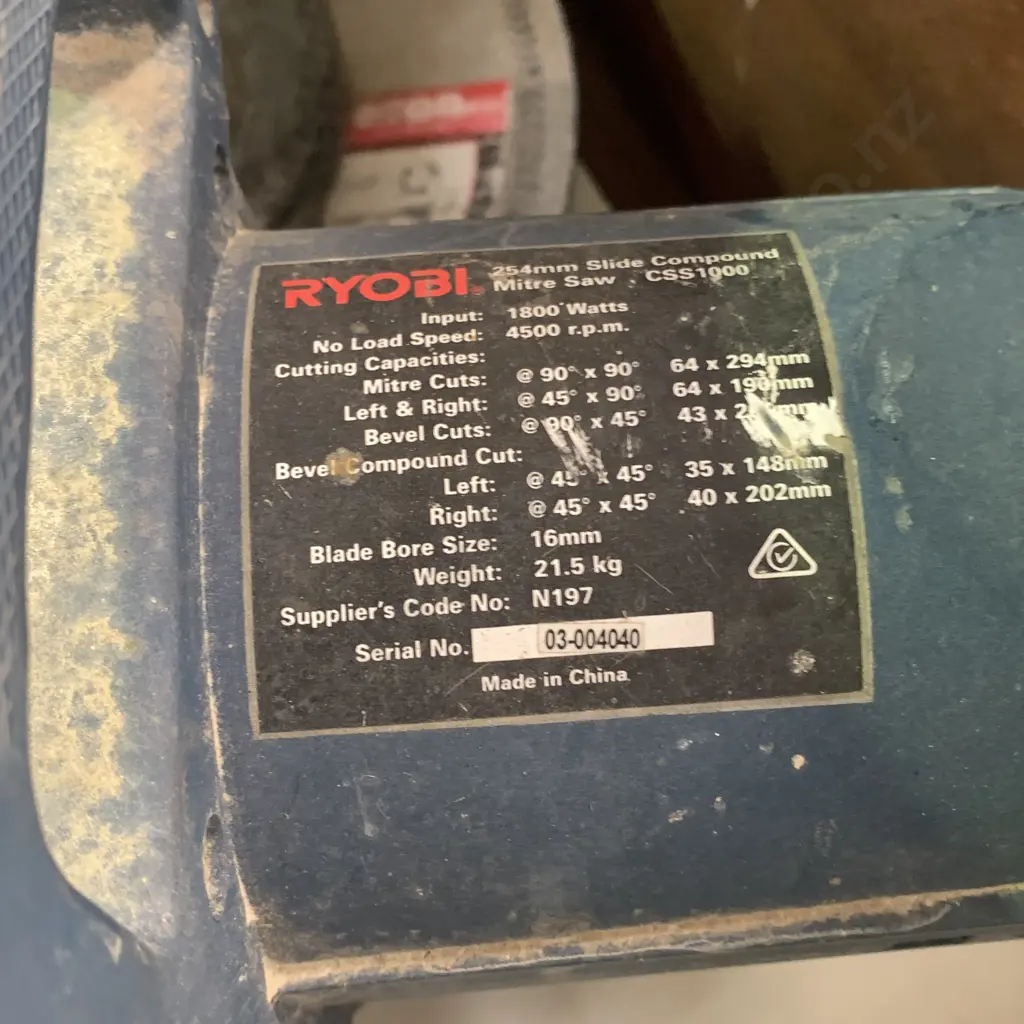 RYOBI 254mm Slide Compound
Mitre Saw CSS1000
Input: 1800 Watts
No Load Speed: 4500 r.p.m.
Cutting Capacities:
Mitre Cuts: @ 90° x 90° 64 x 294mm
Left & Right: @ 45° x 90° 64 x 190mm
Bevel Cuts: @ 90° x 45° 43 x
Bevel Compound Cut:
Left: @ 45° x 45° 35 x 148mm
Right: @ 45° x 45° 40 x 202mm
Blade Bore Size: 16mm
Weight: 21.5 kg
Supplier's Code No: N197
Serial No. 03-004040
Made in China